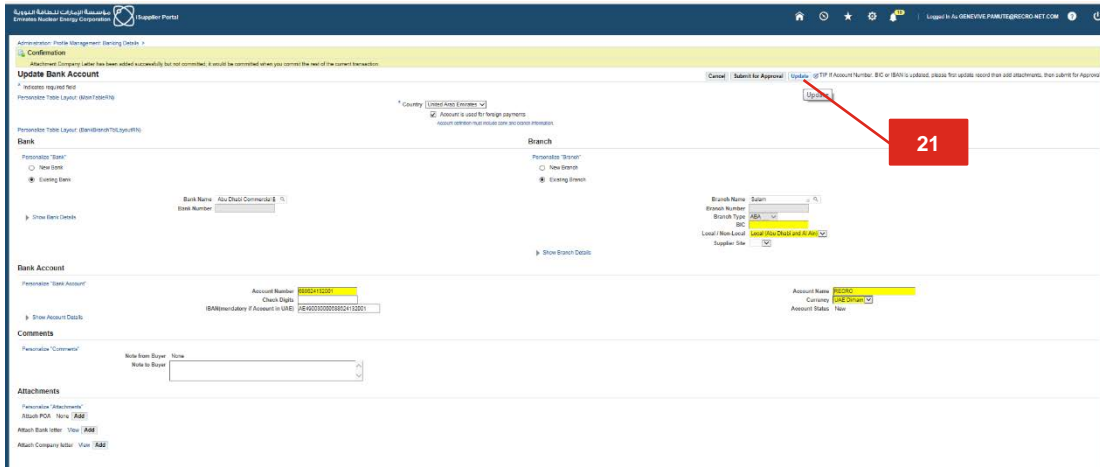 مؤسسة الإمارات للطاقة النووية
Emirates Nuclear Energy Corporation
iSupplier Portal
Logged In As GENEVIVE.PAMUTE@RECRO-NET.COM
Administration: Profile Management: Banking Details >
Confirmation
Attachment Company Letter has been added successfully but not committed; it would be committed when you commit the rest of the current transaction.
Update Bank Account
Cancel Submit for Approval Update TIP If Account Number, BIC or IBAN is updated, please first update record then add attachments, then submit for Approval
* Indicates required field
Update
Personalize Table Layout: (MainTableRN)
* Country United Arab Emirates
Account is used for foreign payments
Account definition must include bank and branch information.
21
Personalize Table Layout: (BankBranchTblLayoutRN)
Bank
Branch
Personalize "Bank"
Personalize "Branch"
New Bank
New Branch
Existing Bank
Existing Branch
Bank Name Abu Dhabi Commercial B
Branch Name Salam
Bank Number
Branch Number
Show Bank Details
Branch Type ABA
BIC
Local / Non-Local Local (Abu Dhabi and Al Ain)
Supplier Site
Show Branch Details
Bank Account
Personalize "Bank Account"
Account Number
Account Name RECRO
Check Digits
Currency UAE Dirham
IBAN(mandatory if Account in UAE)
Account Status New
Show Account Details
Comments
Personalize "Comments"
Note from Buyer None
Note to Buyer
Attachments
Personalize "Attachments"
Attach POA None Add
Attach Bank letter View Add
Attach Company letter View Add